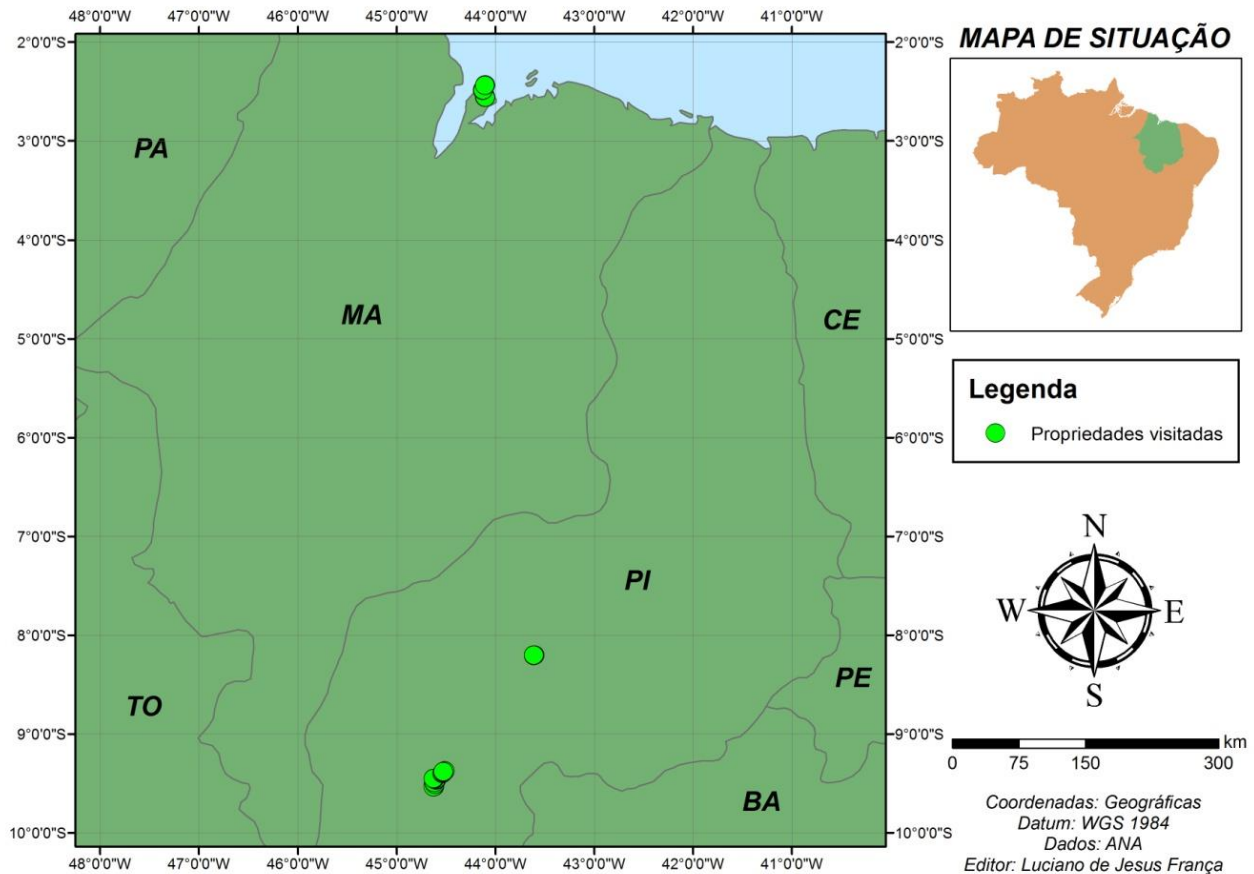 48°0'0"W 47°0'0"W 46°0'0"W 45°0'0"W 44°0'0"W 43°0'0"W 42°0'0"W 41°0'0"W
2°0'0"S 2°0'0"S
3°0'0"S 3°0'0"S
4°0'0"S 4°0'0"S
5°0'0"S 5°0'0"S
6°0'0"S 6°0'0"S
7°0'0"S 7°0'0"S
8°0'0"S 8°0'0"S
9°0'0"S 9°0'0"S
10°0'0"S 10°0'0"S
PA
MA
CE
PI
TO
PE
BA
48°0'0"W 47°0'0"W 46°0'0"W 45°0'0"W 44°0'0"W 43°0'0"W 42°0'0"W 41°0'0"W
MAPA DE SITUAÇÃO
Legenda
Propriedades visitadas
N
W E
S
km
0 75 150 300
Coordenadas: Geográficas
Datum: WGS 1984
Dados: ANA
Editor: Luciano de Jesus França